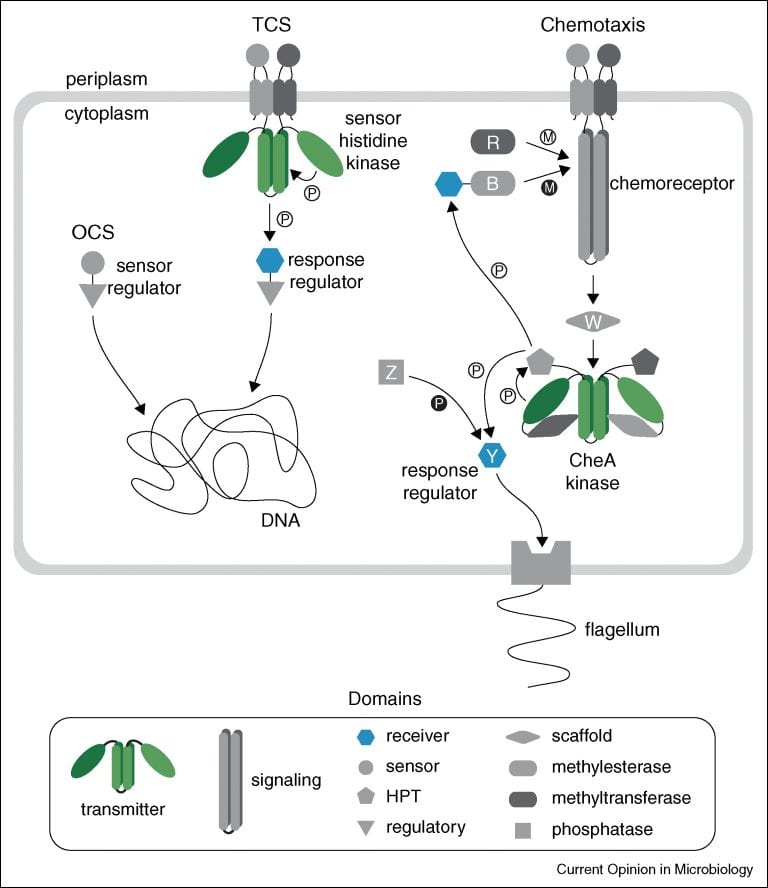 TCS
Chemotaxis
periplasm
cytoplasm
sensor
histidine
kinase
P
P
R
M
B
M
chemoreceptor
OCS
sensor
regulator
response
regulator
P
W
Z
P
P
P
Y
CheA
kinase
response
regulator
DNA
flagellum
Domains
transmitter
signaling
receiver
sensor
HPT
regulatory
scaffold
methylesterase
methyltransferase
phosphatase
Current Opinion in Microbiology